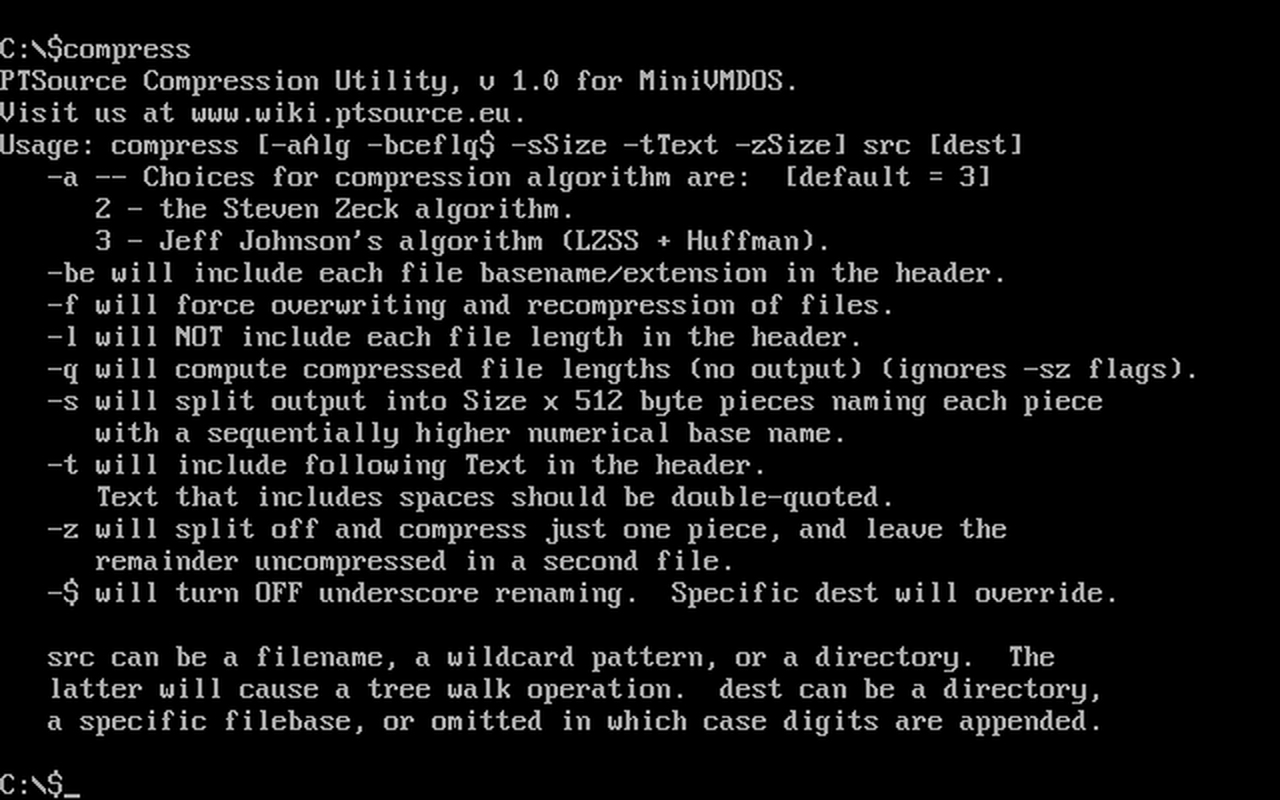 C:\$compress
PTSource Compression Utility, v 1.0 for MiniVMDOS.
Visit us at www.wiki.ptsource.eu.
Usage: compress [-aAlg -bceflq$ -sSize -tText -zSize] src [dest]
   -a -- Choices for compression algorithm are:  [default = 3]
      2 - the Steven Zeck algorithm.
      3 - Jeff Johnson's algorithm (LZSS + Huffman).
   -be will include each file basename/extension in the header.
   -f will force overwriting and recompression of files.
   -l will NOT include each file length in the header.
   -q will compute compressed file lengths (no output) (ignores -sz flags).
   -s will split output into Size x 512 byte pieces naming each piece
      with a sequentially higher numerical base name.
   -t will include following Text in the header.
      Text that includes spaces should be double-quoted.
   -z will split off and compress just one piece, and leave the
      remainder uncompressed in a second file.
   -$ will turn OFF underscore renaming.  Specific dest will override.

   src can be a filename, a wildcard pattern, or a directory.  The
   latter will cause a tree walk operation.  dest can be a directory,
   a specific filebase, or omitted in which case digits are appended.

C:\$_